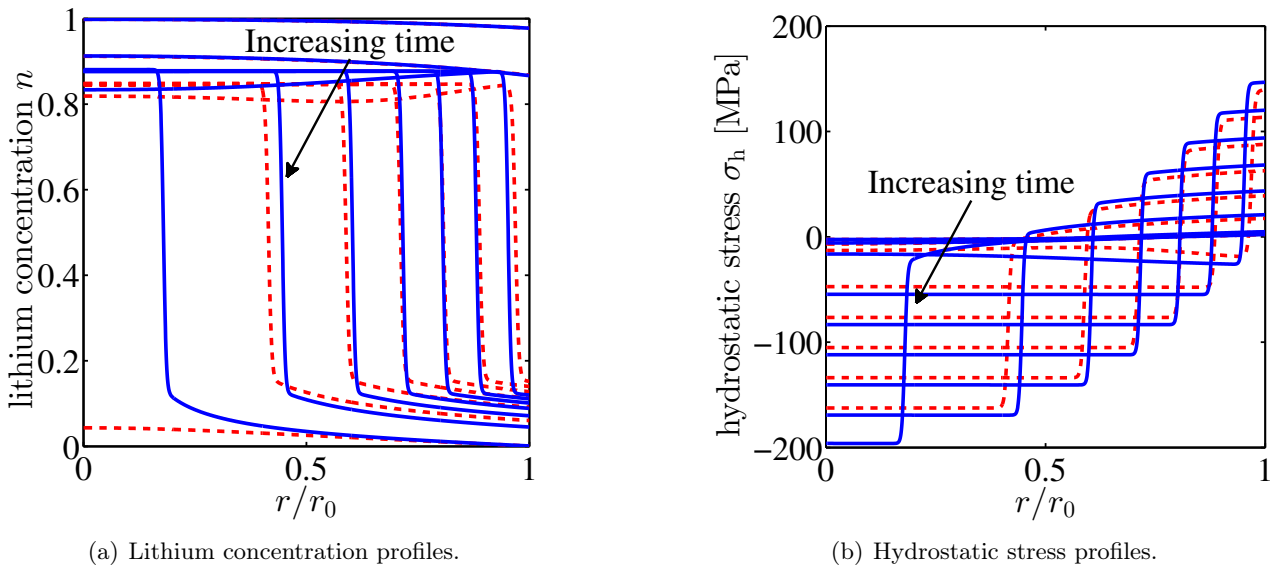 lithium concentration n
1
0.8
0.6
0.4
0.2
0
Increasing time
0
0.5
1
r/r₀
(a) Lithium concentration profiles.
hydrostatic stress σₕ [MPa]
200
100
0
−100
−200
Increasing time
0
0.5
1
r/r₀
(b) Hydrostatic stress profiles.